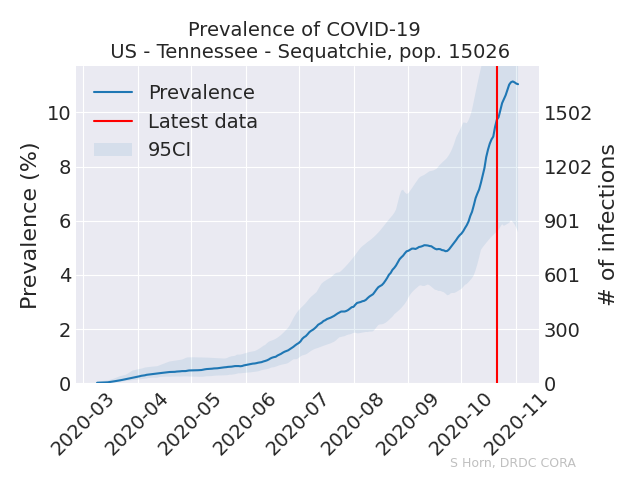 Prevalence of COVID-19
US - Tennessee - Sequatchie, pop. 15026
Prevalence
Latest data
95CI
Prevalence (%)
10
8
6
4
2
0
1502
1202
901
601
300
0
# of infections
2020-03
2020-04
2020-05
2020-06
2020-07
2020-08
2020-09
2020-10
2020-11
S Horn, DRDC CORA